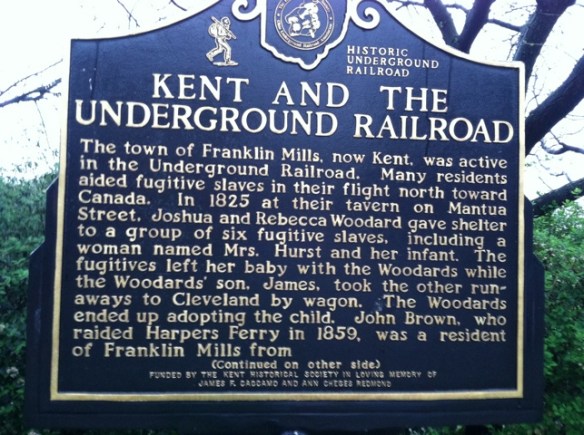 HISTORIC
UNDERGROUND
RAILROAD
KENT AND THE
UNDERGROUND RAILROAD
The town of Franklin Mills, now Kent, was active
in the Underground Railroad. Many residents
aided fugitive slaves in their flight north toward
Canada. In 1825 at their tavern on Mantua
Street, Joshua and Rebecca Woodard gave shelter
to a group of six fugitive slaves, including a
woman named Mrs. Hurst and her infant. The
fugitives left her baby with the Woodards while
the Woodards' son, James, took the other run-
aways to Cleveland by wagon. The Woodards
ended up adopting the child. John Brown, who
raided Harpers Ferry in 1859, was a resident
of Franklin Mills from
(Continued on other side)
FUNDED BY THE KENT HISTORICAL SOCIETY IN LOVING MEMORY OF
JAMES F. CACCAMO AND ANN CHESES REDMOND